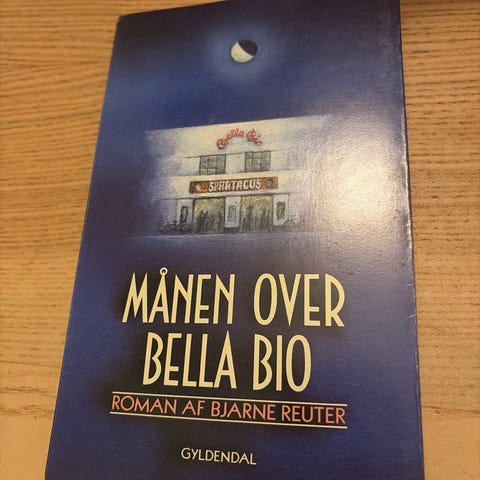 Bella Bio
SPARTACUS
MÅNEN OVER
BELLA BIO
ROMAN AF BJARNE REUTER
GYLDENDAL